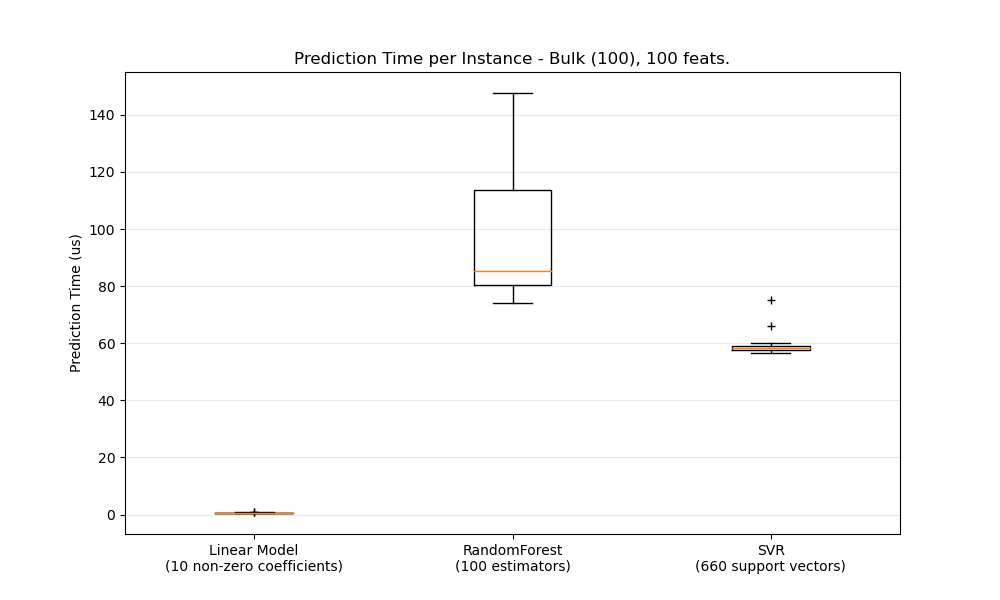 Prediction Time per Instance - Bulk (100), 100 feats.
Prediction Time (us)
140
120
100
80
60
40
20
0
Linear Model
(10 non-zero coefficients)
RandomForest
(100 estimators)
SVR
(660 support vectors)